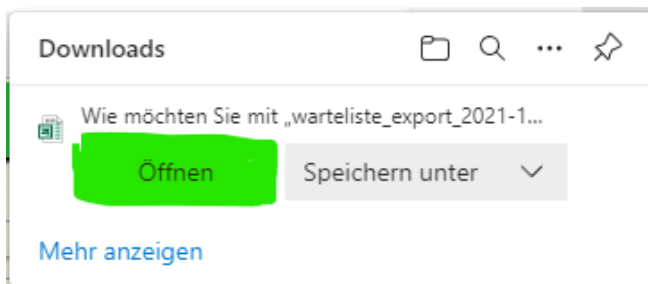 Downloads
Wie möchten Sie mit „warteliste_export_2021-1...
Öffnen
Speichern unter
Mehr anzeigen